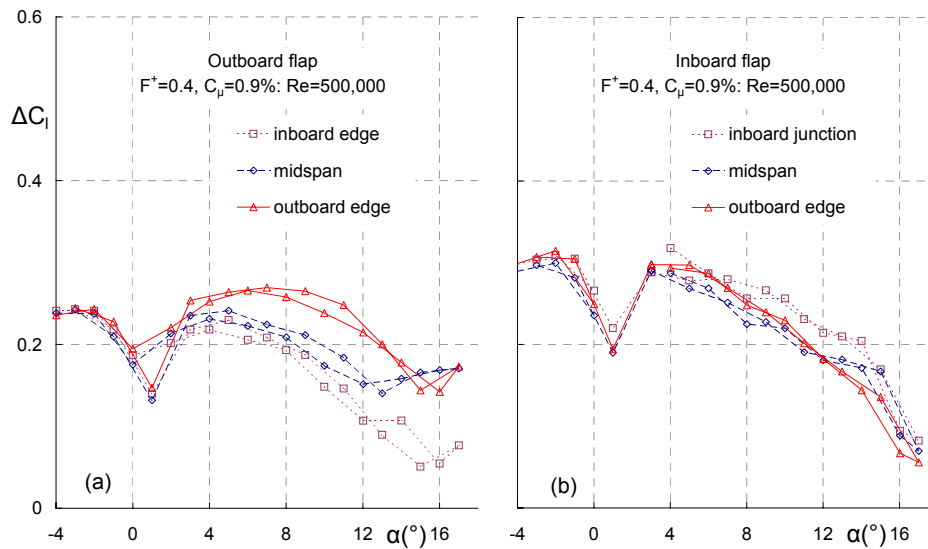 0.6
Outboard flap
F⁺=0.4, Cμ=0.9%: Re=500,000
ΔCl
inboard edge
0.4
midspan
outboard edge
0.2
(a)
0
-4 0 4 8 12 α(°) 16
Inboard flap
F⁺=0.4, Cμ=0.9%: Re=500,000
inboard junction
midspan
outboard edge
(b)
-4 0 4 8 α(°) 12 16